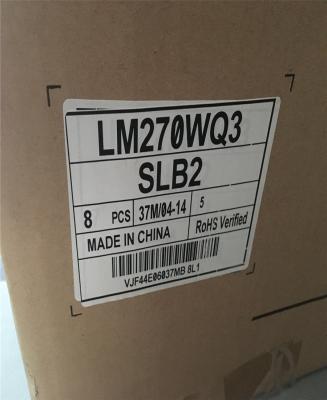 LM270WQ3
SLB2
8 PCS 37M/04-14 5
MADE IN CHINA RoHS Verified
VJF44E06037MB 8L1